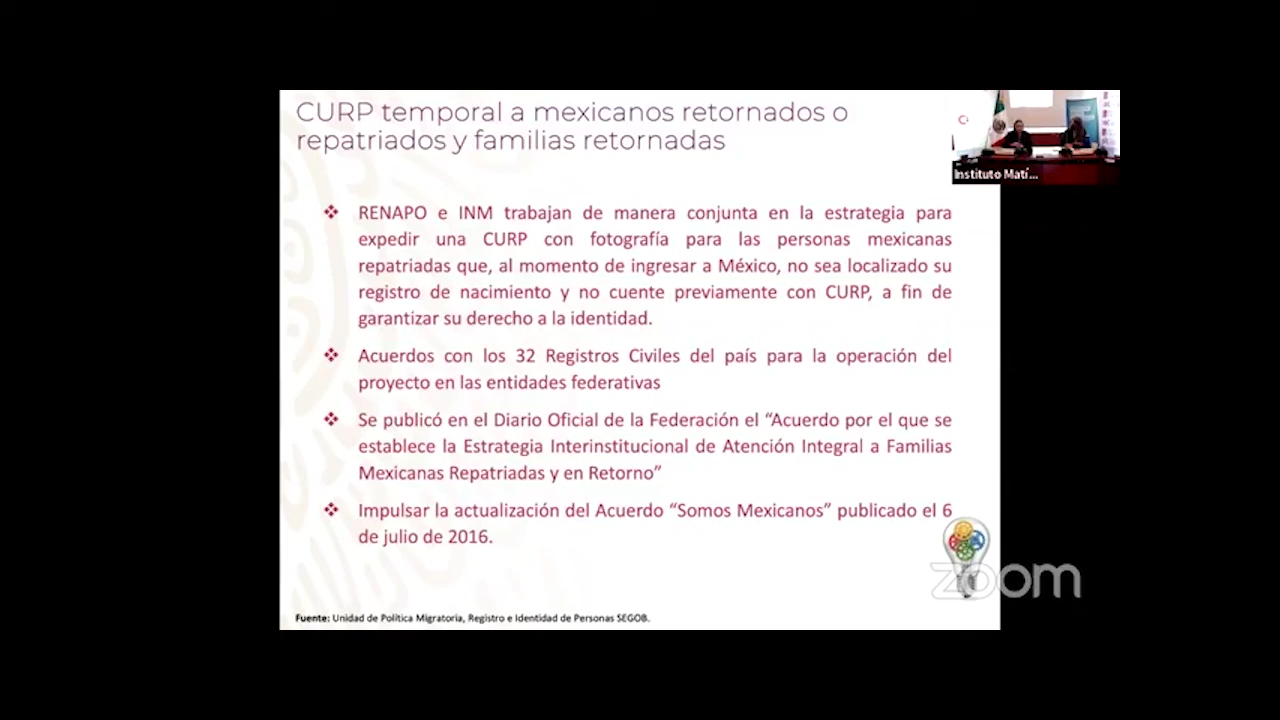 CURP temporal a mexicanos retornados o
repatriados y familias retornadas
Instituto Matí...
❖ RENAPO e INM trabajan de manera conjunta en la estrategia para
expedir una CURP con fotografía para las personas mexicanas
repatriadas que, al momento de ingresar a México, no sea localizado su
registro de nacimiento y no cuente previamente con CURP, a fin de
garantizar su derecho a la identidad.
❖ Acuerdos con los 32 Registros Civiles del país para la operación del
proyecto en las entidades federativas
❖ Se publicó en el Diario Oficial de la Federación el “Acuerdo por el que se
establece la Estrategia Interinstitucional de Atención Integral a Familias
Mexicanas Repatriadas y en Retorno”
❖ Impulsar la actualización del Acuerdo “Somos Mexicanos” publicado el 6
de julio de 2016.
zoom
Fuente: Unidad de Política Migratoria, Registro e Identidad de Personas SEGOB.